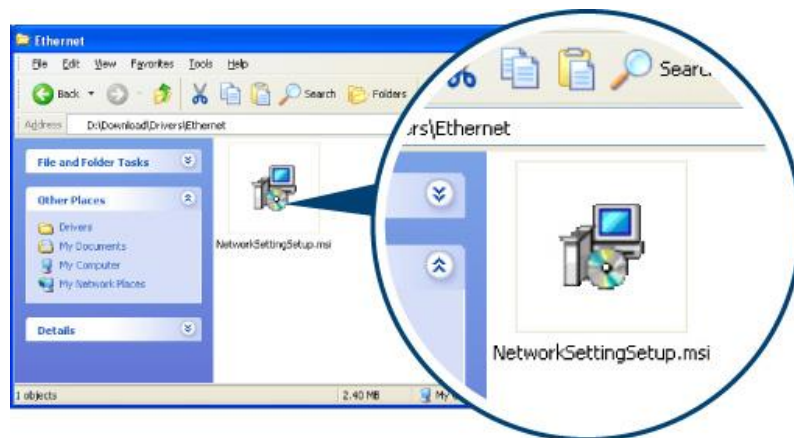 Ethernet
File Edit View Favorites Tools Help
Back Search Folders
Address D:\Download\Drivers\Ethernet
File and Folder Tasks
Other Places
Drivers
My Documents
My Computer
My Network Places
Details
NetworkSettingSetup.msi
1 objects 2.40 MB My
Sear
rs\Ethernet
NetworkSettingSetup.msi